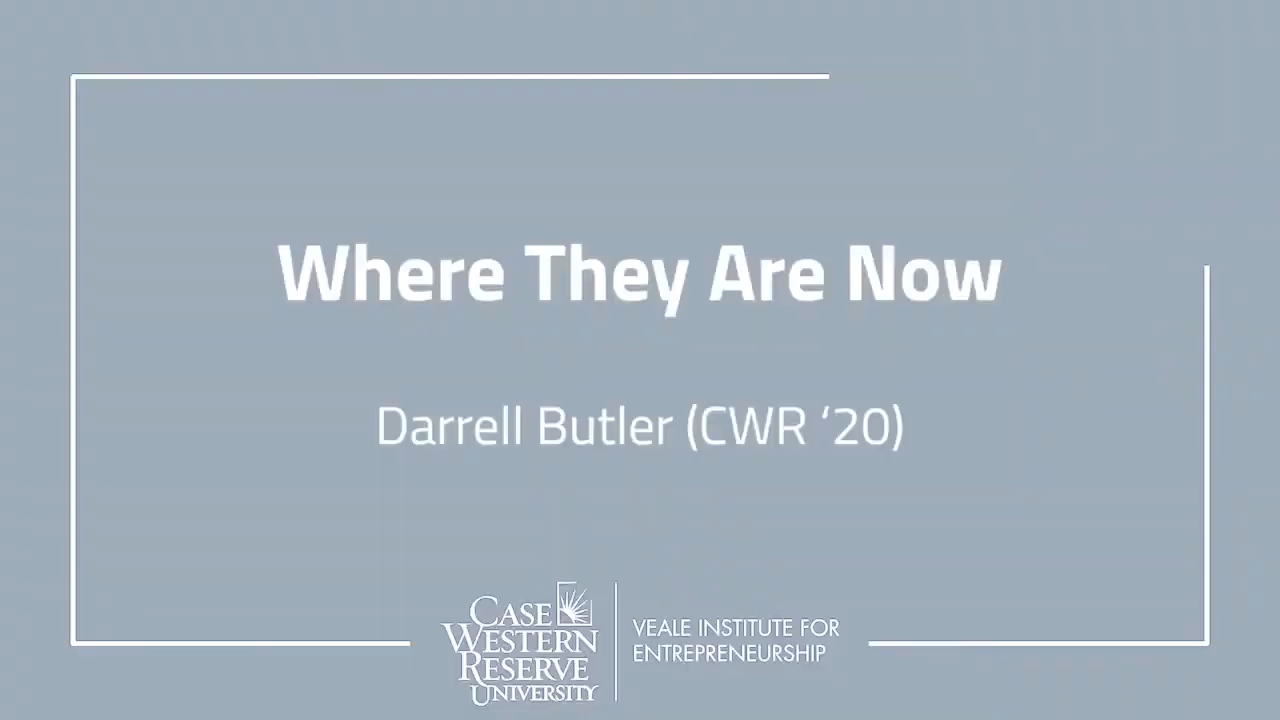 Where They Are Now
Darrell Butler (CWR ‘20)
CASE
WESTERN
RESERVE
UNIVERSITY
VEALE INSTITUTE FOR
ENTREPRENEURSHIP